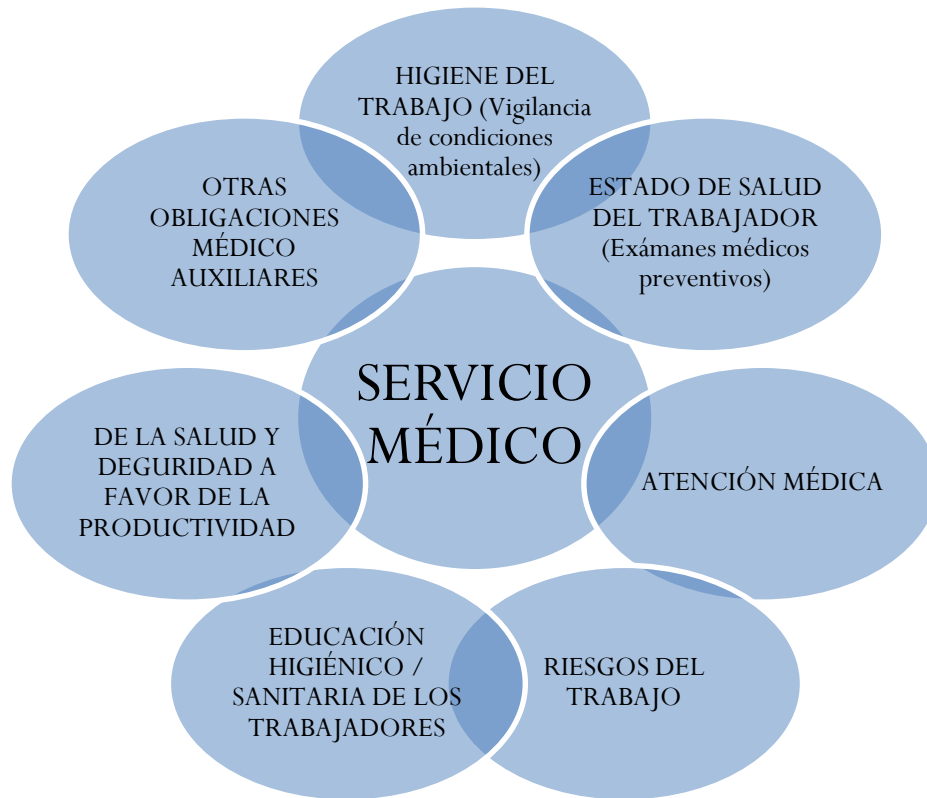 HIGIENE DEL
TRABAJO (Vigilancia
de condiciones
ambientales)
ESTADO DE SALUD
DEL TRABAJADOR
(Exámanes médicos
preventivos)
OTRAS
OBLIGACIONES
MÉDICO
AUXILIARES
SERVICIO
MÉDICO
DE LA SALUD Y
DEGURIDAD A
FAVOR DE LA
PRODUCTIVIDAD
ATENCIÓN MÉDICA
EDUCACIÓN
HIGIÉNICO /
SANITARIA DE LOS
TRABAJADORES
RIESGOS DEL
TRABAJO